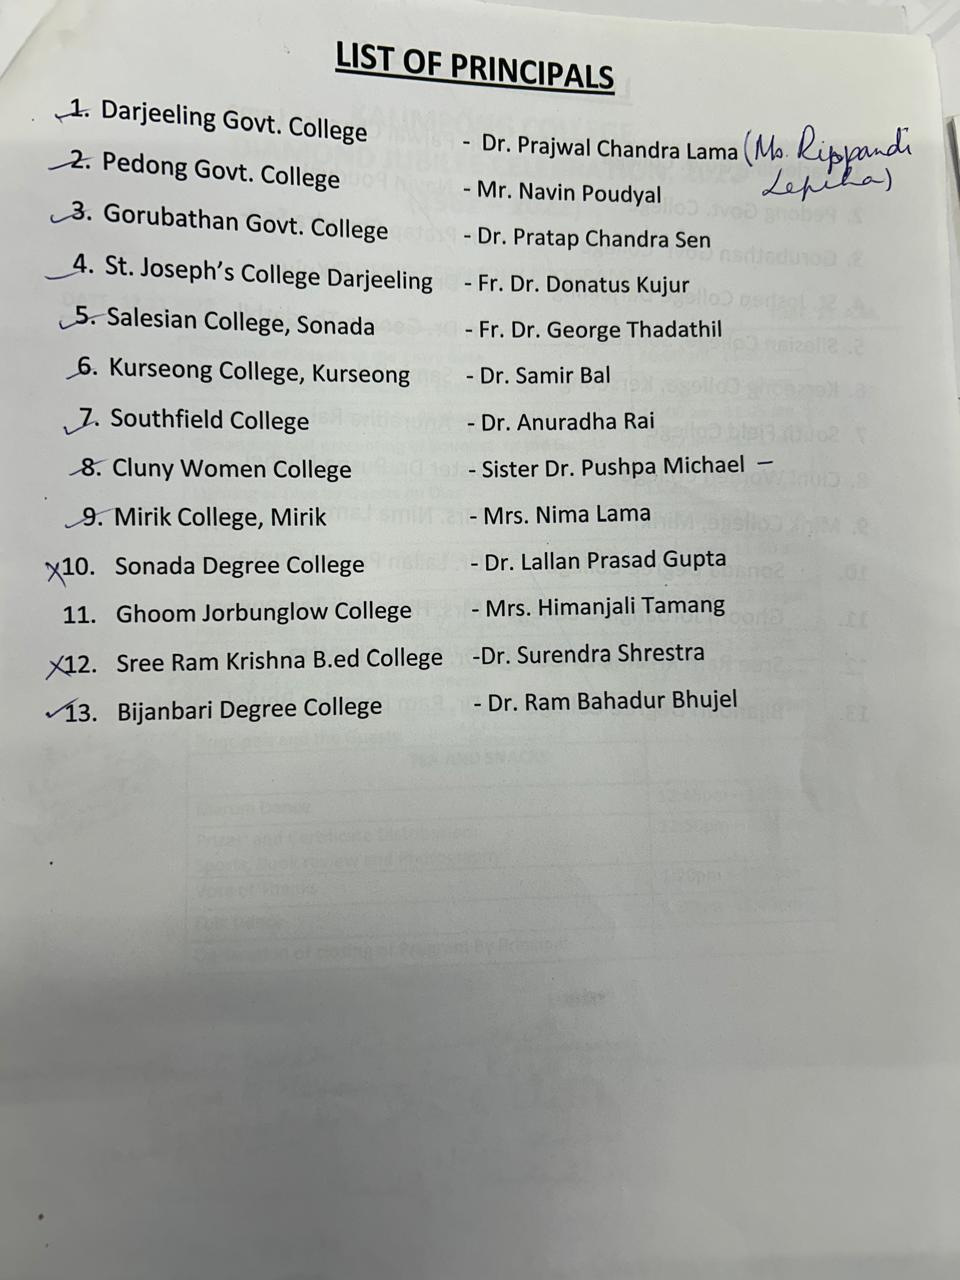 LIST OF PRINCIPALS
1. Darjeeling Govt. College - Dr. Prajwal Chandra Lama (Ms. Rippandi
Lepcha)
2. Pedong Govt. College - Mr. Navin Poudyal
3. Gorubathan Govt. College - Dr. Pratap Chandra Sen
4. St. Joseph's College Darjeeling - Fr. Dr. Donatus Kujur
5. Salesian College, Sonada - Fr. Dr. George Thadathil
6. Kurseong College, Kurseong - Dr. Samir Bal
7. Southfield College - Dr. Anuradha Rai
8. Cluny Women College - Sister Dr. Pushpa Michael –
9. Mirik College, Mirik - Mrs. Nima Lama
10. Sonada Degree College - Dr. Lallan Prasad Gupta
11. Ghoom Jorbunglow College - Mrs. Himanjali Tamang
12. Sree Ram Krishna B.ed College -Dr. Surendra Shrestra
13. Bijanbari Degree College - Dr. Ram Bahadur Bhujel